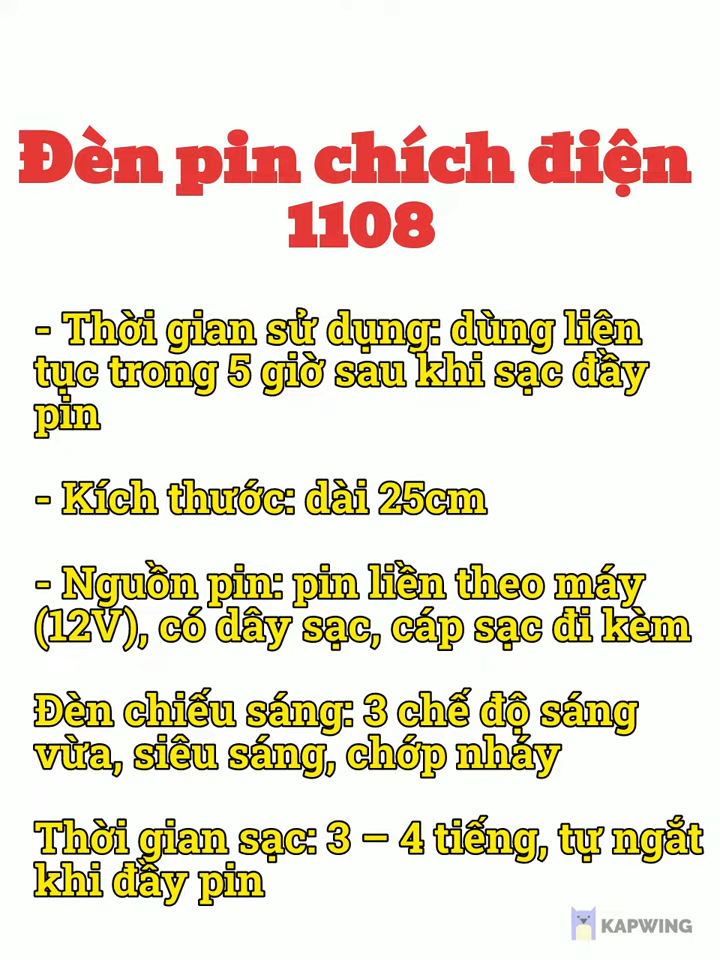 Đèn pin chích điện
1108
- Thời gian sử dụng: dùng liên
tục trong 5 giờ sau khi sạc đầy
pin
- Kích thước: dài 25cm
- Nguồn pin: pin liền theo máy
(12V), có dây sạc, cáp sạc đi kèm
Đèn chiếu sáng: 3 chế độ sáng
vừa, siêu sáng, chớp nháy
Thời gian sạc: 3 – 4 tiếng, tự ngắt
khi đầy pin
KAPWING